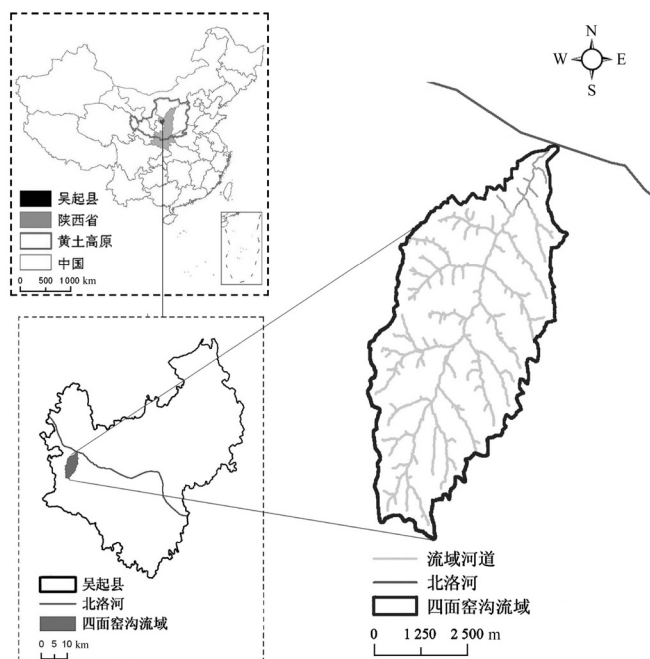 吴起县
陕西省
黄土高原
中国
0 500 1 000 km
N
W E
S
吴起县
北洛河
四面窑沟流域
0 5 10 km
流域河道
北洛河
四面窑沟流域
0 1 250 2 500 m